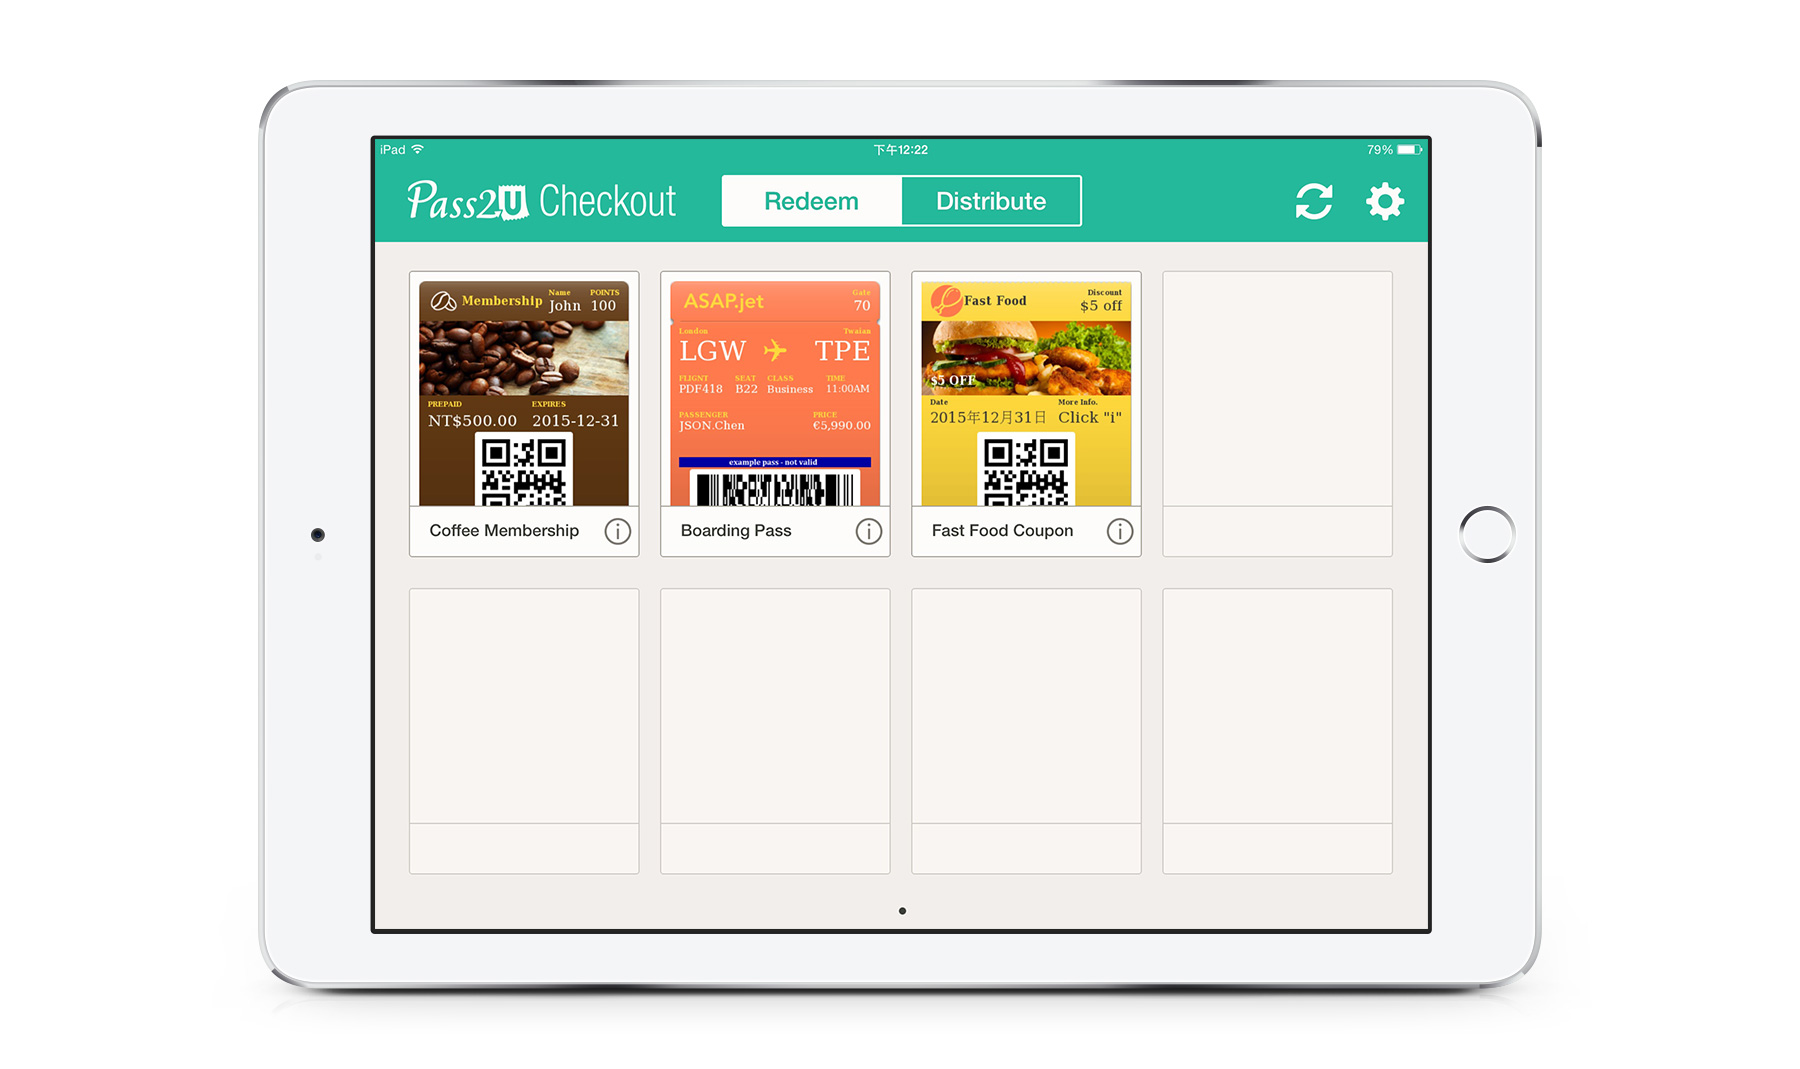 iPad 下午12:22 79%
Pass2U Checkout Redeem Distribute
Membership Name John POINTS 100
PREPAID EXPIRES
NT$500.00 2015-12-31
Coffee Membership
ASAP.jet Gate 70
London Twaian
LGW TPE
FLIGNT SEAT CLASS TIME
PDF418 B22 Business 11:00AM
PASSENGER PRICE
JSON.Chen €5,990.00
example pass - not valid
Boarding Pass
Fast Food Discount $5 off
$5 OFF
Date More Info.
2015年12月31日 Click "i"
Fast Food Coupon